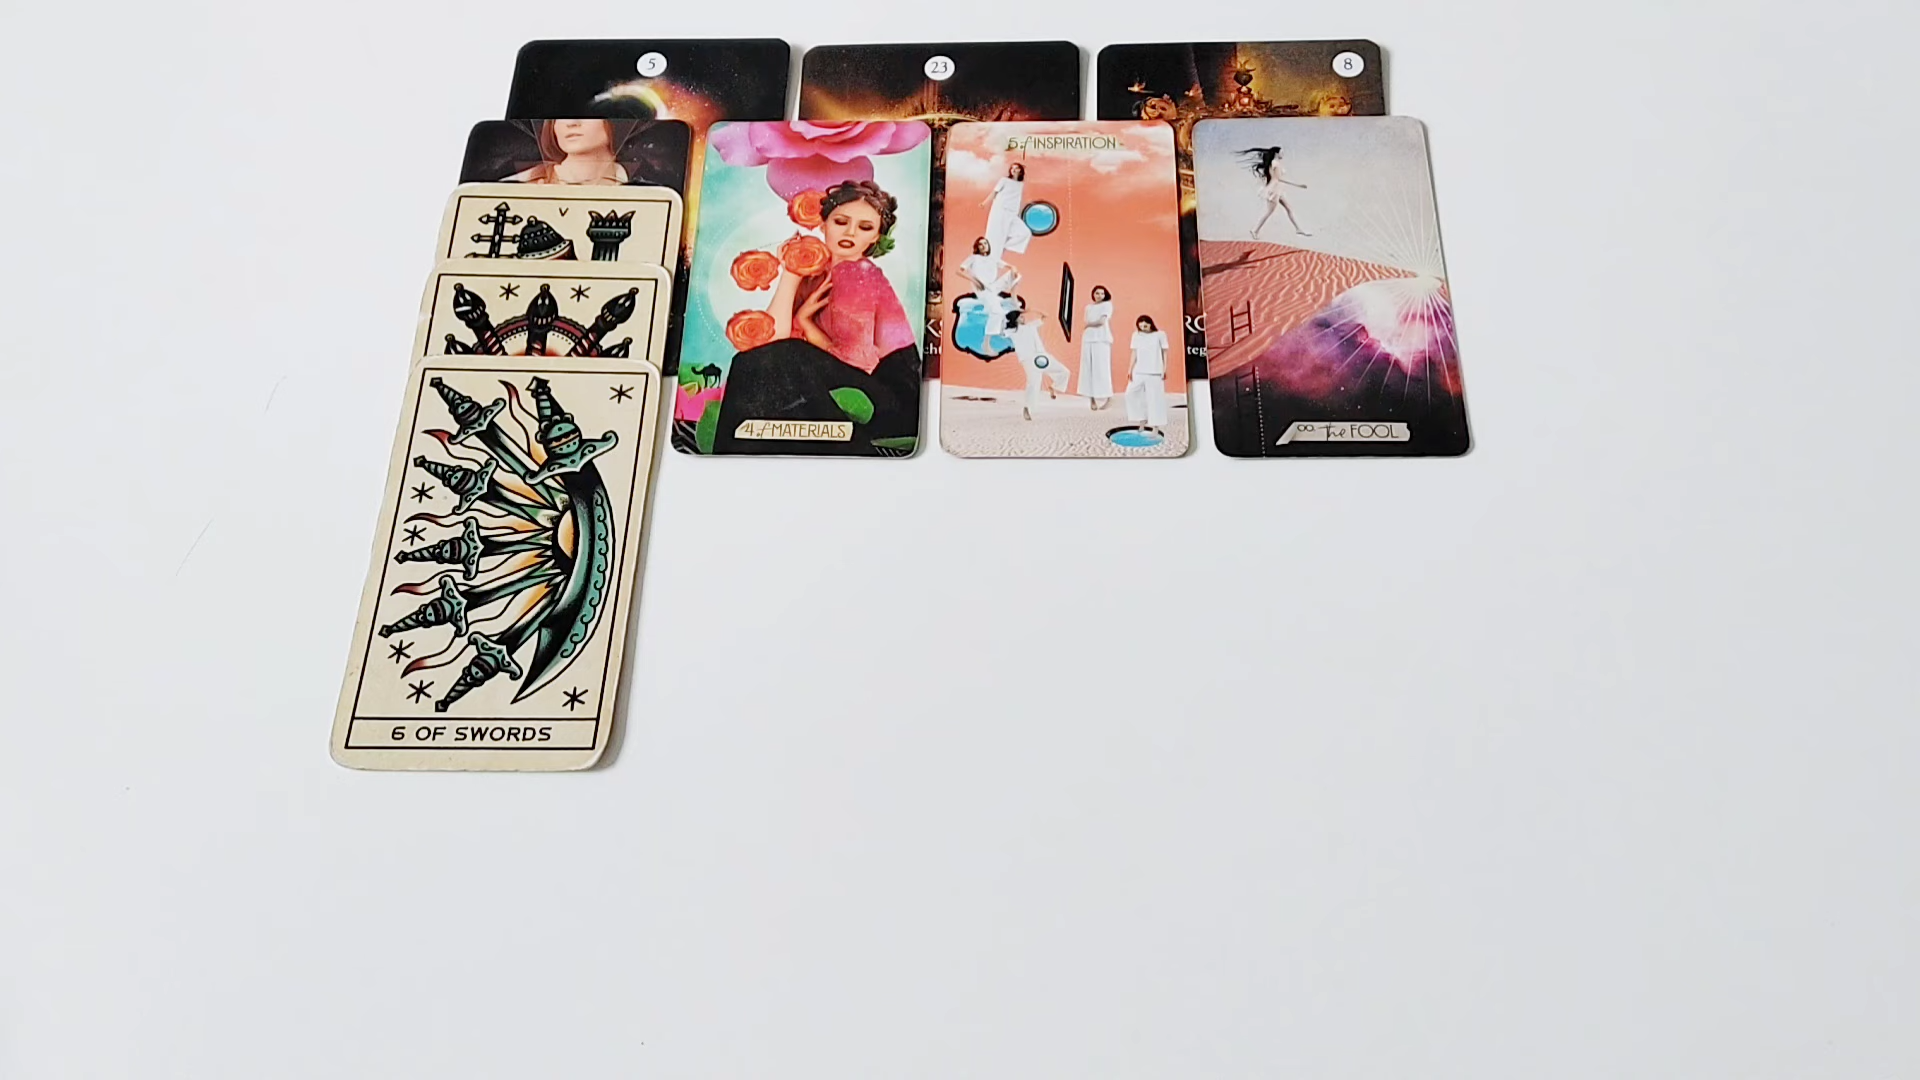 5
23
8
V
5 of INSPIRATION
4 of MATERIALS
∞ the FOOL
6 OF SWORDS